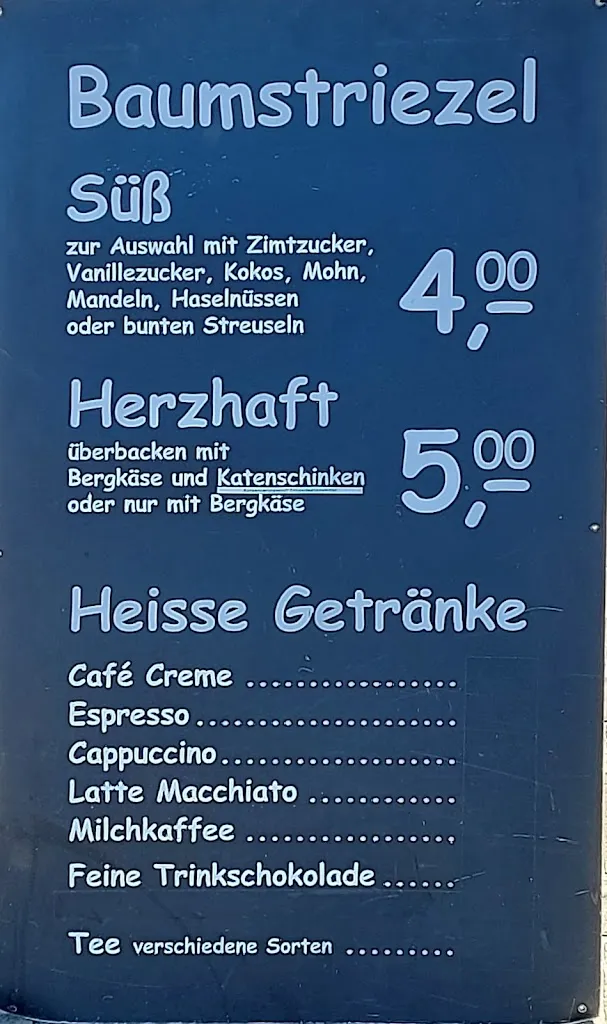 Baumstriezel
Süß
zur Auswahl mit Zimtzucker,
Vanillezucker, Kokos, Mohn,
Mandeln, Haselnüssen
oder bunten Streuseln
4,00
Herzhaft
überbacken mit
Bergkäse und Katenschinken
oder nur mit Bergkäse
5,00
Heisse Getränke
Café Creme .................
Espresso.....................
Cappuccino...................
Latte Macchiato ............
Milchkaffee .................
Feine Trinkschokolade ......
Tee verschiedene Sorten .........